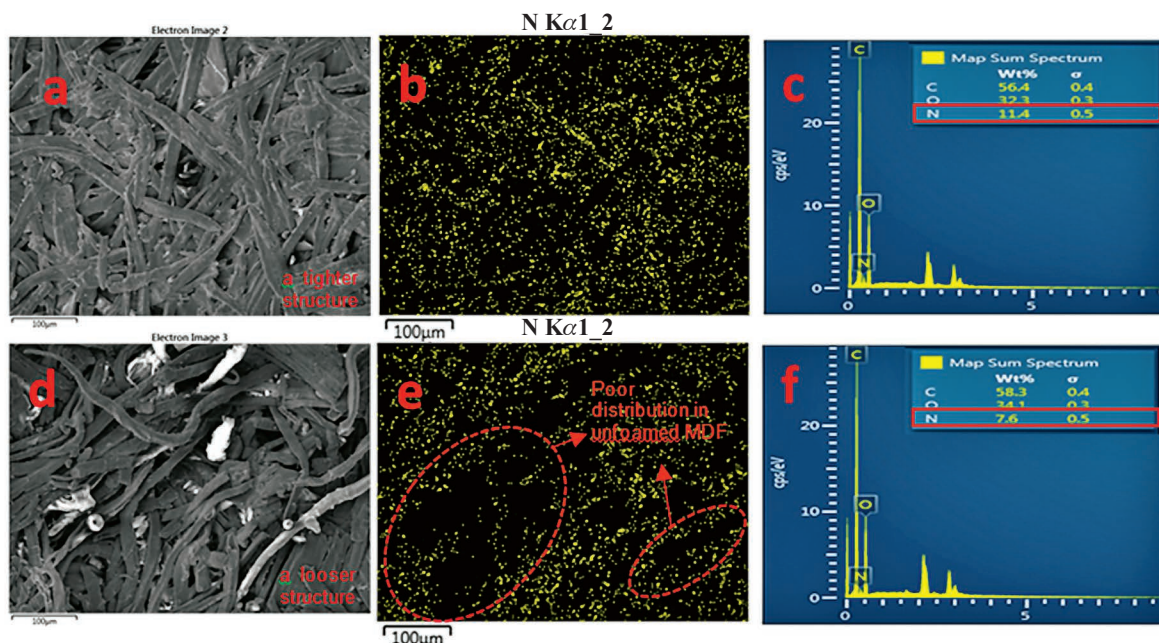 Electron Image 2
a
a tighter
structure
100µm
N Kα1_2
b
100µm
c
Map Sum Spectrum
Wt% σ
C 56.4 0.4
O 32.3 0.3
N 11.4 0.5
C
O
N
cps/eV
20
10
0
0 5
Electron Image 3
d
a looser
structure
100µm
N Kα1_2
e
Poor
distribution in
unfoamed MDF
100µm
f
Map Sum Spectrum
Wt% σ
C 58.3 0.4
O 34.1 0.3
N 7.6 0.5
C
O
N
cps/eV
20
10
0
0 5